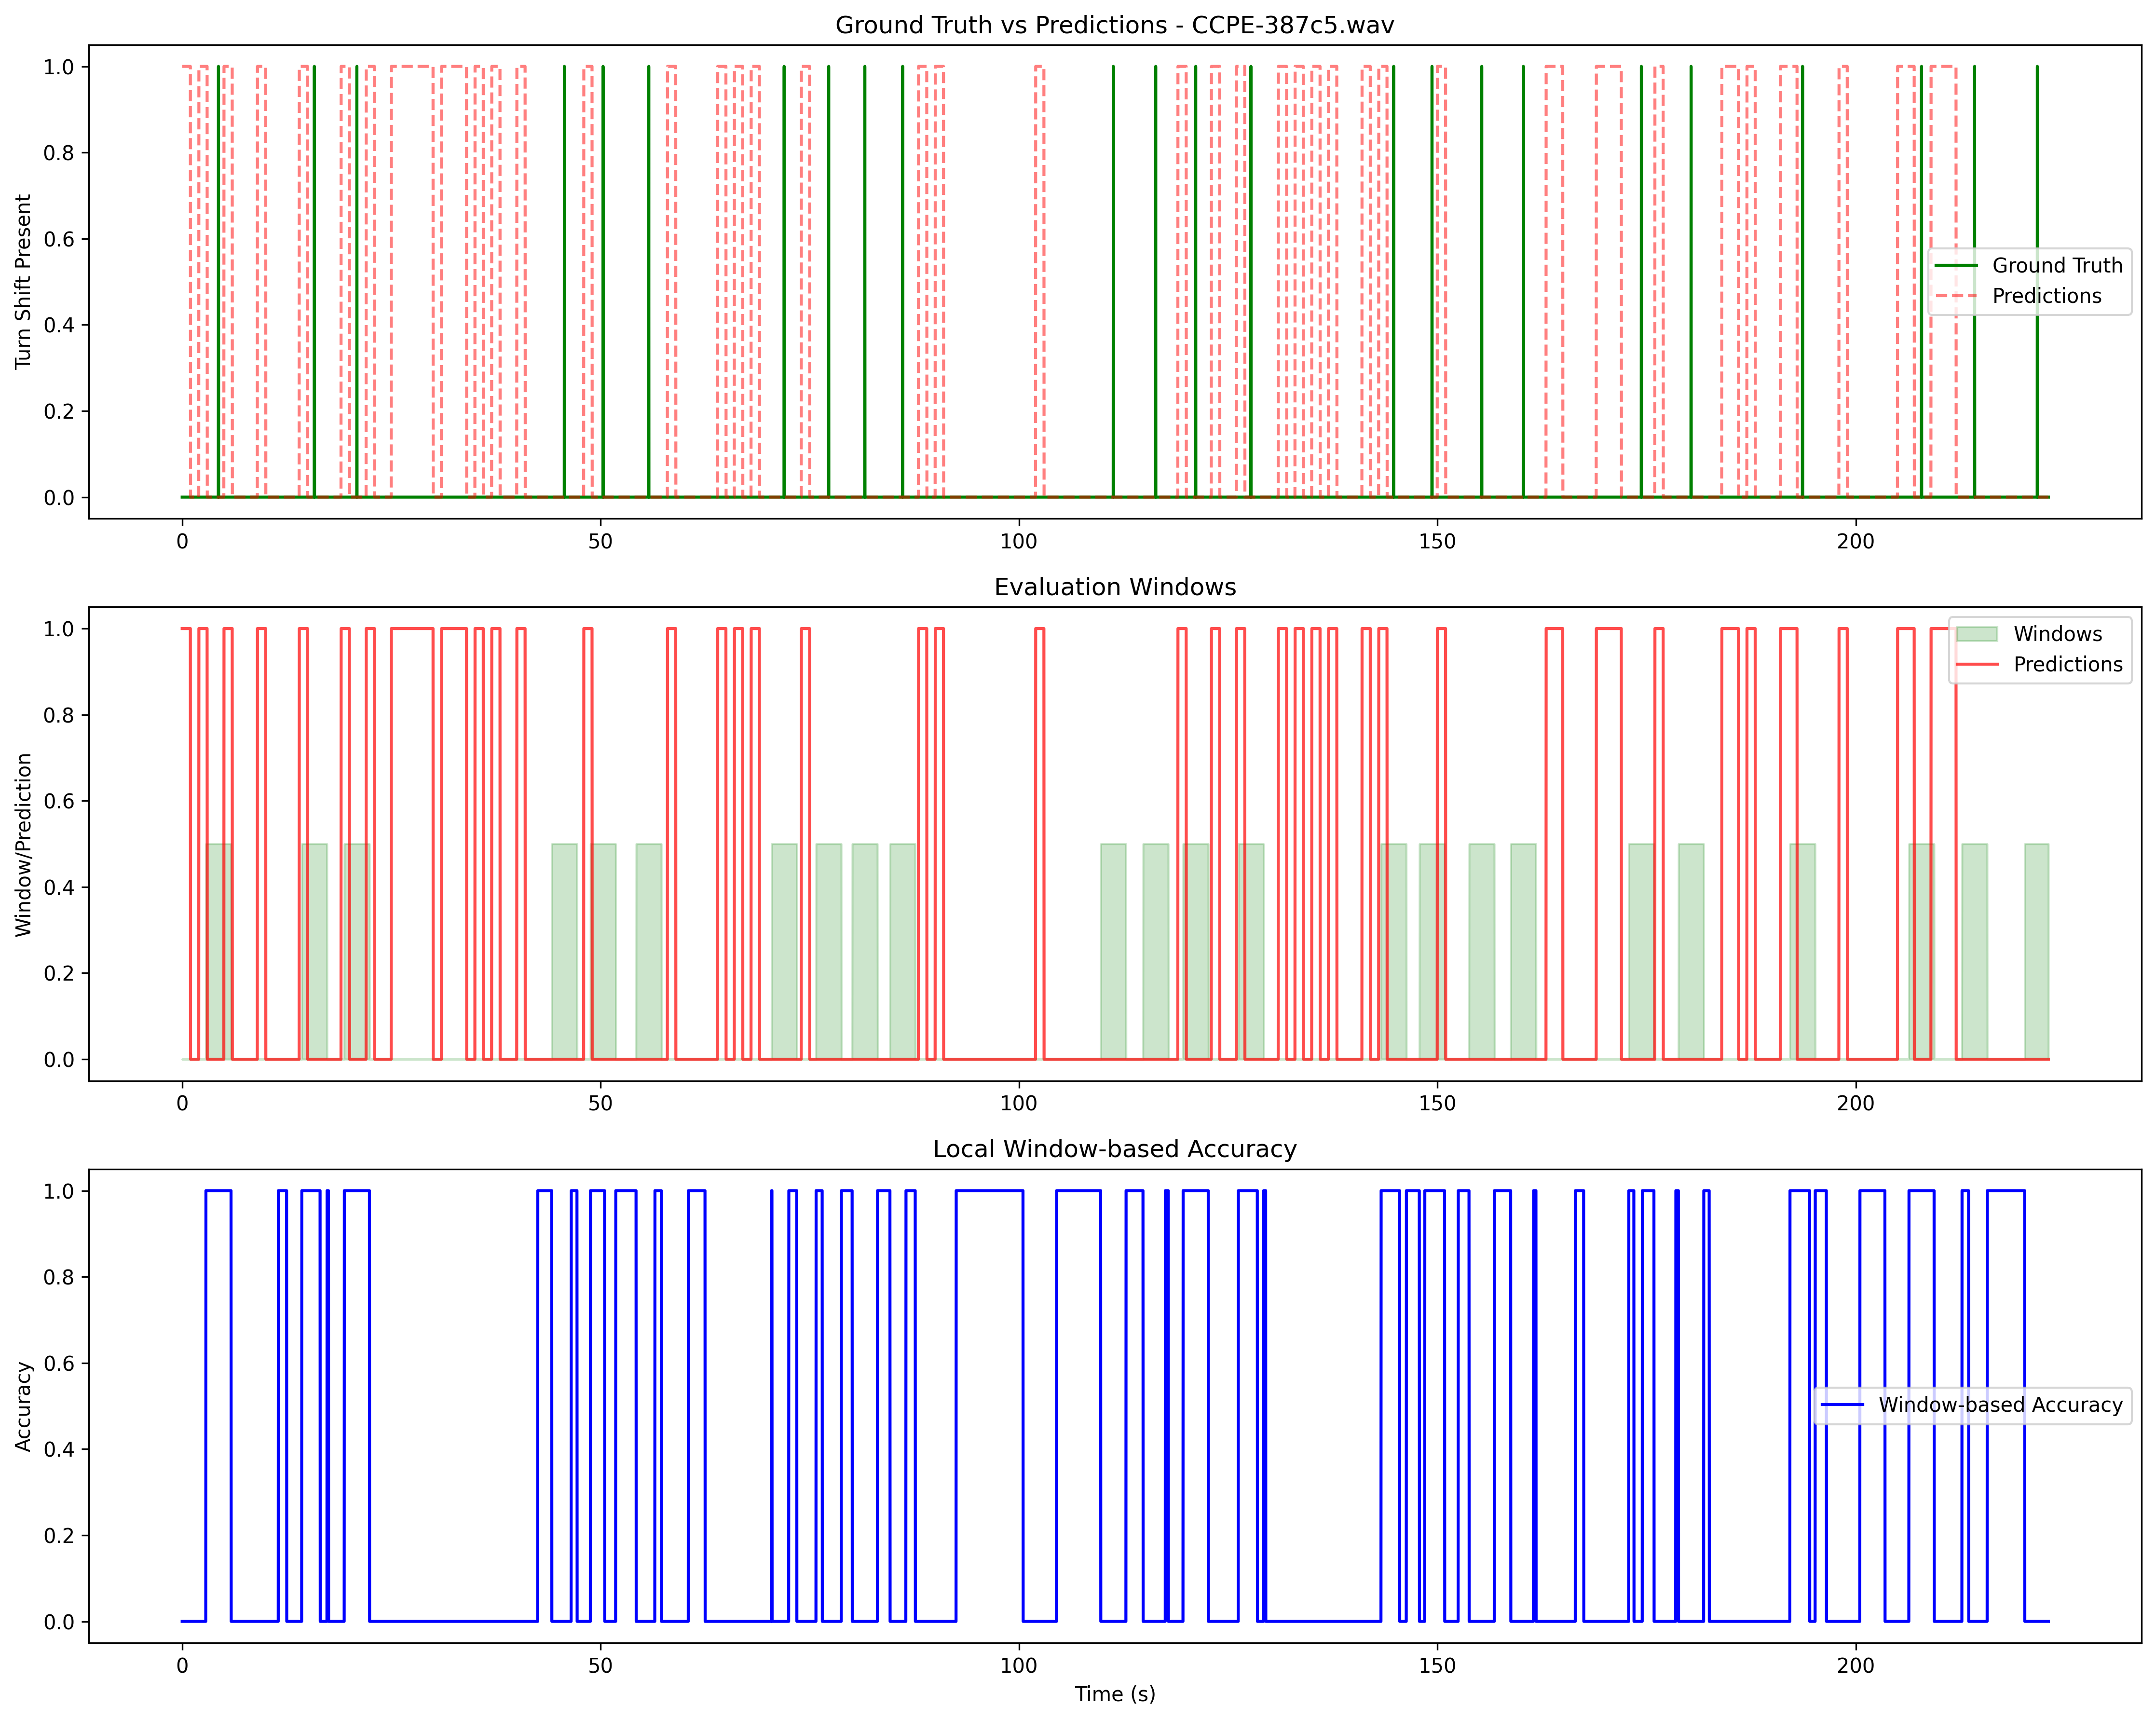 Ground Truth vs Predictions - CCPE-387c5.wav
Turn Shift Present
1.0
0.8
0.6
0.4
0.2
0.0
Ground Truth
Predictions
0 50 100 150 200
Evaluation Windows
Window/Prediction
1.0
0.8
0.6
0.4
0.2
0.0
Windows
Predictions
0 50 100 150 200
Local Window-based Accuracy
Accuracy
1.0
0.8
0.6
0.4
0.2
0.0
Window-based Accuracy
0 50 100 150 200
Time (s)